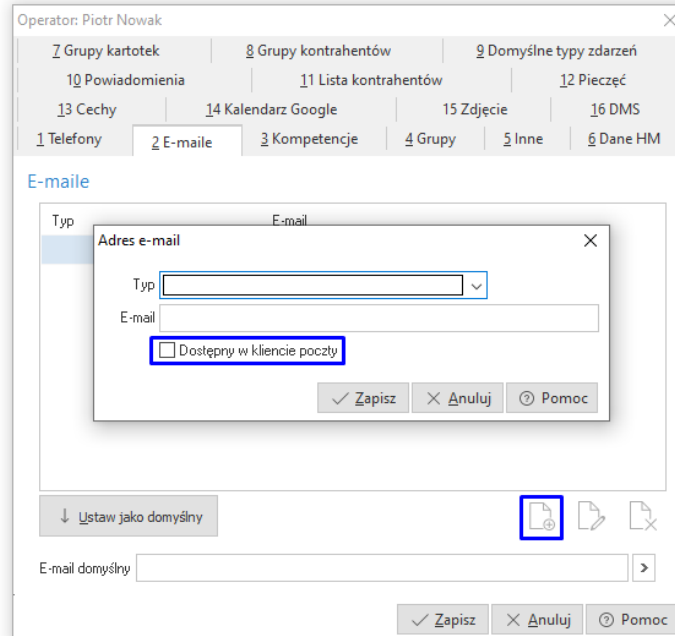 Operator: Piotr Nowak
7 Grupy kartotek 8 Grupy kontrahentów 9 Domyślne typy zdarzeń
10 Powiadomienia 11 Lista kontrahentów 12 Pieczęć
13 Cechy 14 Kalendarz Google 15 Zdjęcie 16 DMS
1 Telefony 2 E-maile 3 Kompetencje 4 Grupy 5 Inne 6 Dane HM
E-maile
Typ E-mail
Adres e-mail
Typ
E-mail
Dostępny w kliencie poczty
Zapisz Anuluj Pomoc
Ustaw jako domyślny
E-mail domyślny
Zapisz Anuluj Pomoc